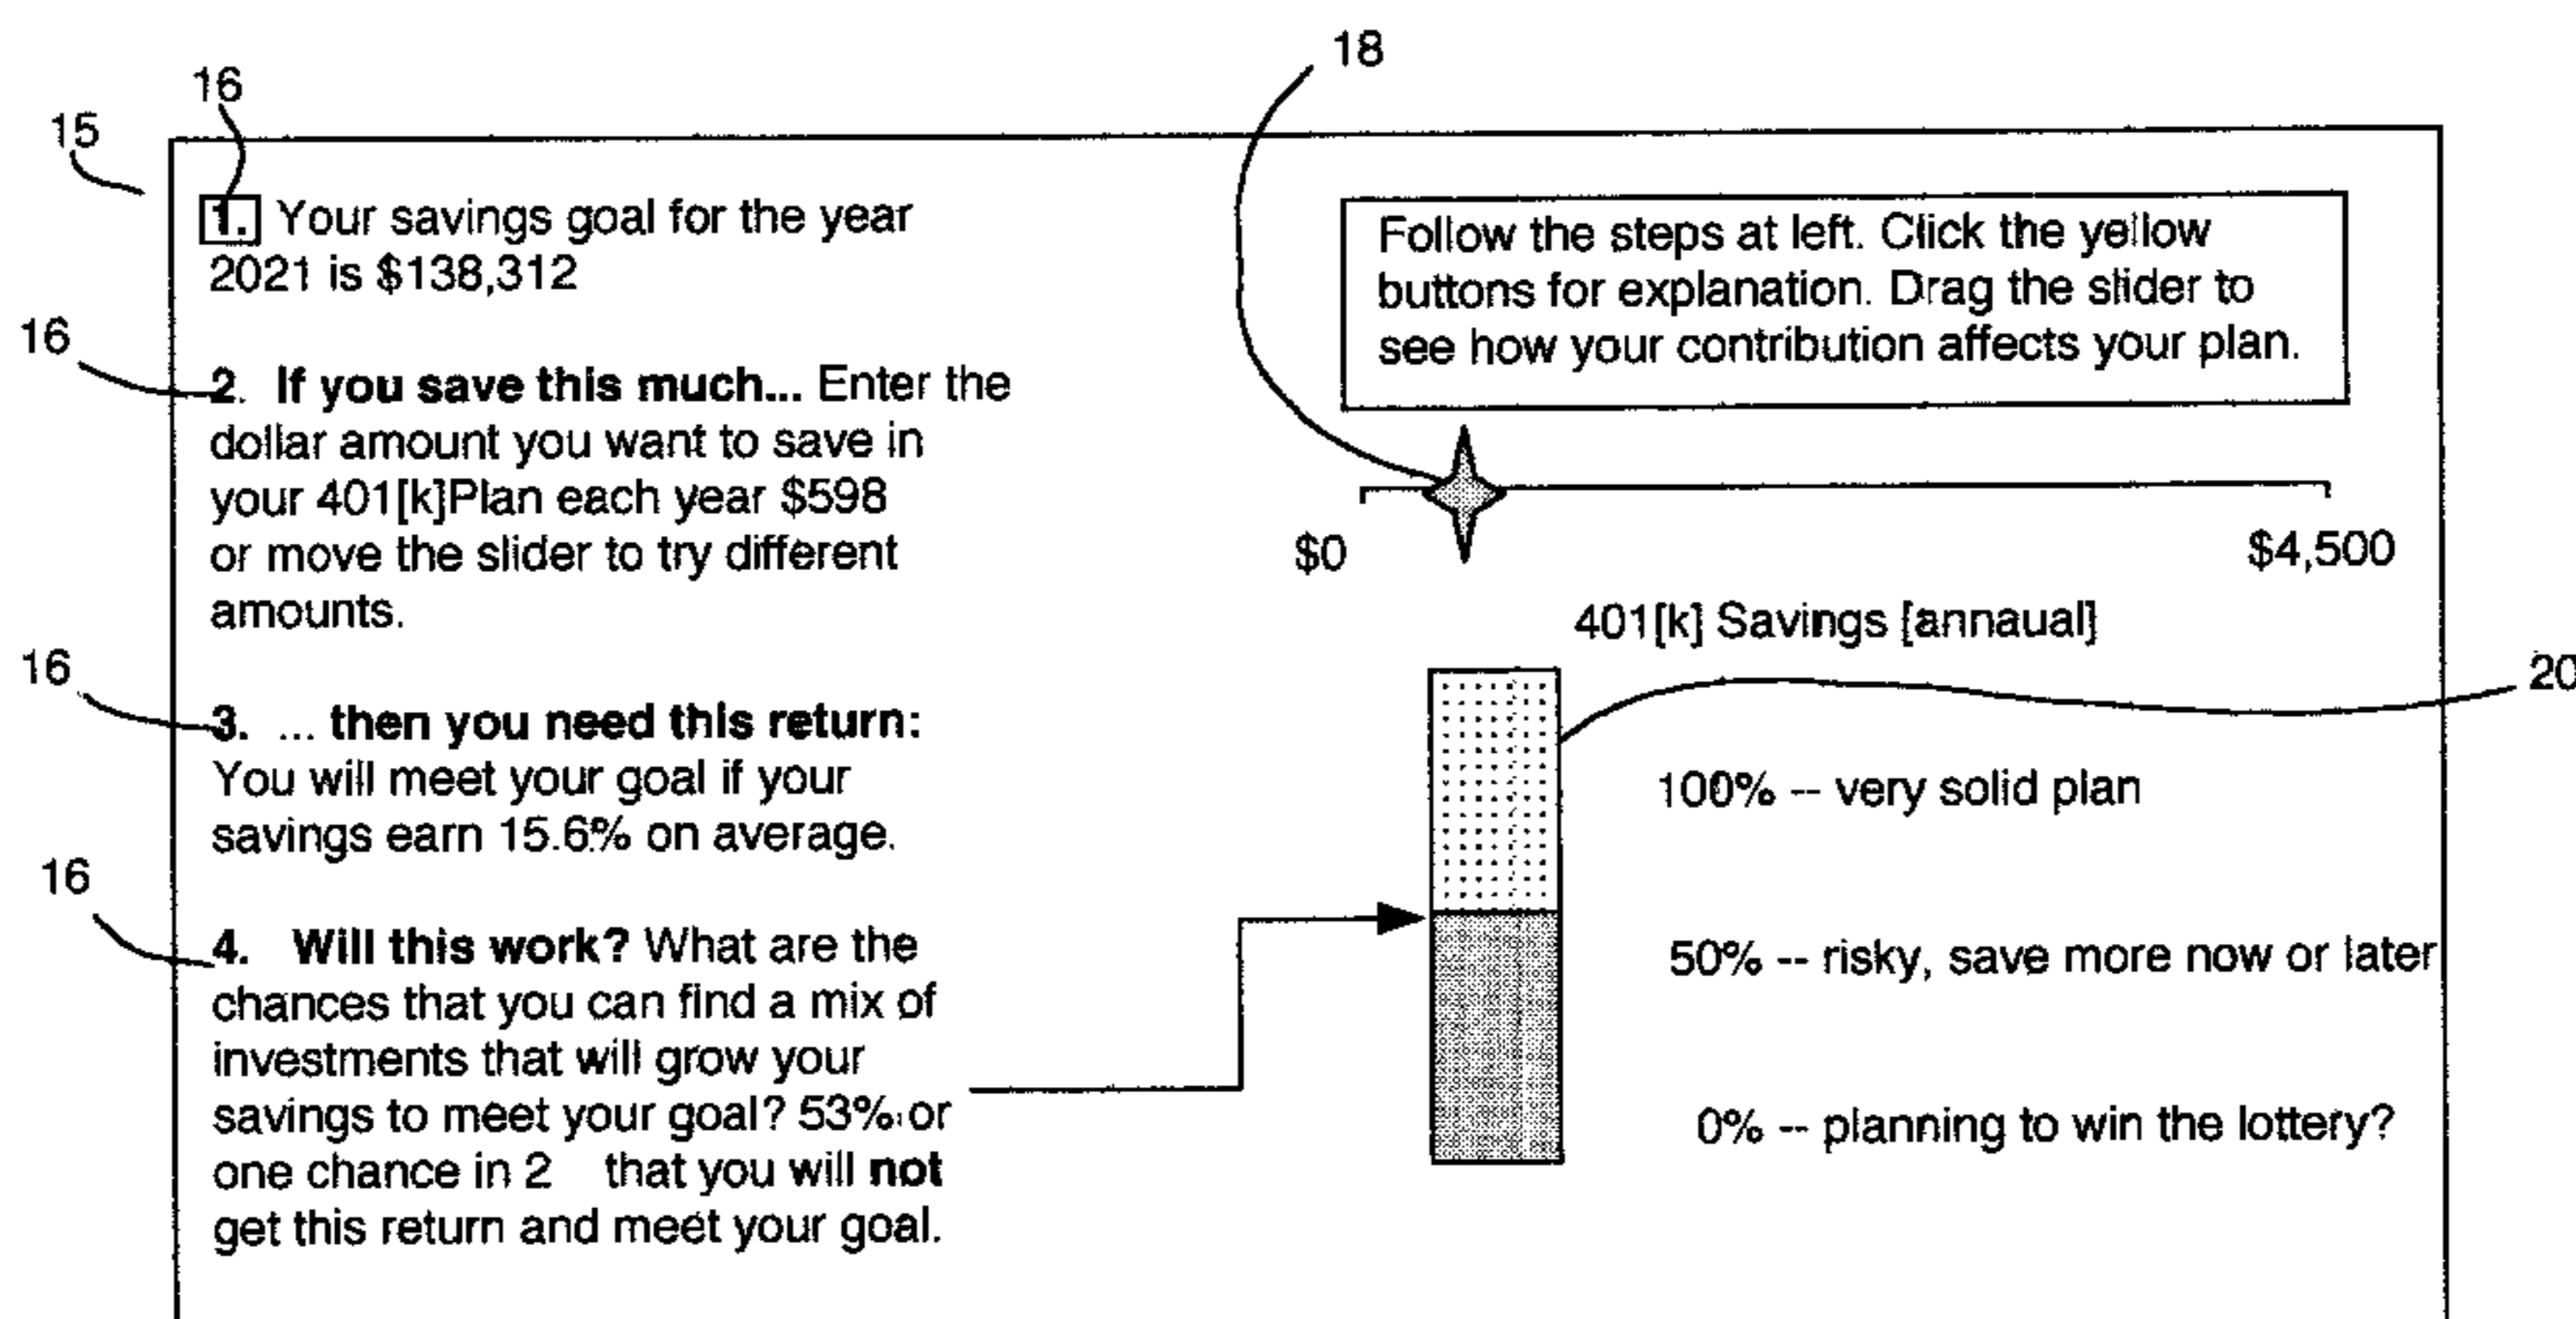 18
16
15
1. Your savings goal for the year
2021 is $138,312
Follow the steps at left. Click the yellow
buttons for explanation. Drag the slider to
see how your contribution affects your plan.
16
2. If you save this much... Enter the
dollar amount you want to save in
your 401[k]Plan each year $598
or move the slider to try different
amounts.
$0
$4,500
401[k] Savings [annaual]
16
20
3. ... then you need this return:
You will meet your goal if your
savings earn 15.6% on average.
100% -- very solid plan
16
4. Will this work? What are the
chances that you can find a mix of
investments that will grow your
savings to meet your goal? 53% or
one chance in 2 that you will not
get this return and meet your goal.
50% -- risky, save more now or later
0% -- planning to win the lottery?